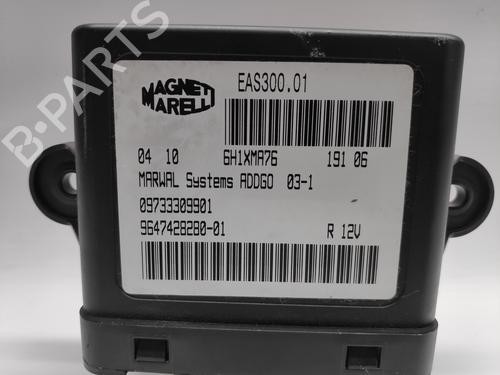 B-PARTS
MAGNETI
MARELLI
EAS300.01
04 10 6H1XMA76 191 06
MARWAL Systems ADDGO 03-1
09733309901
9647428280-01 R 12V